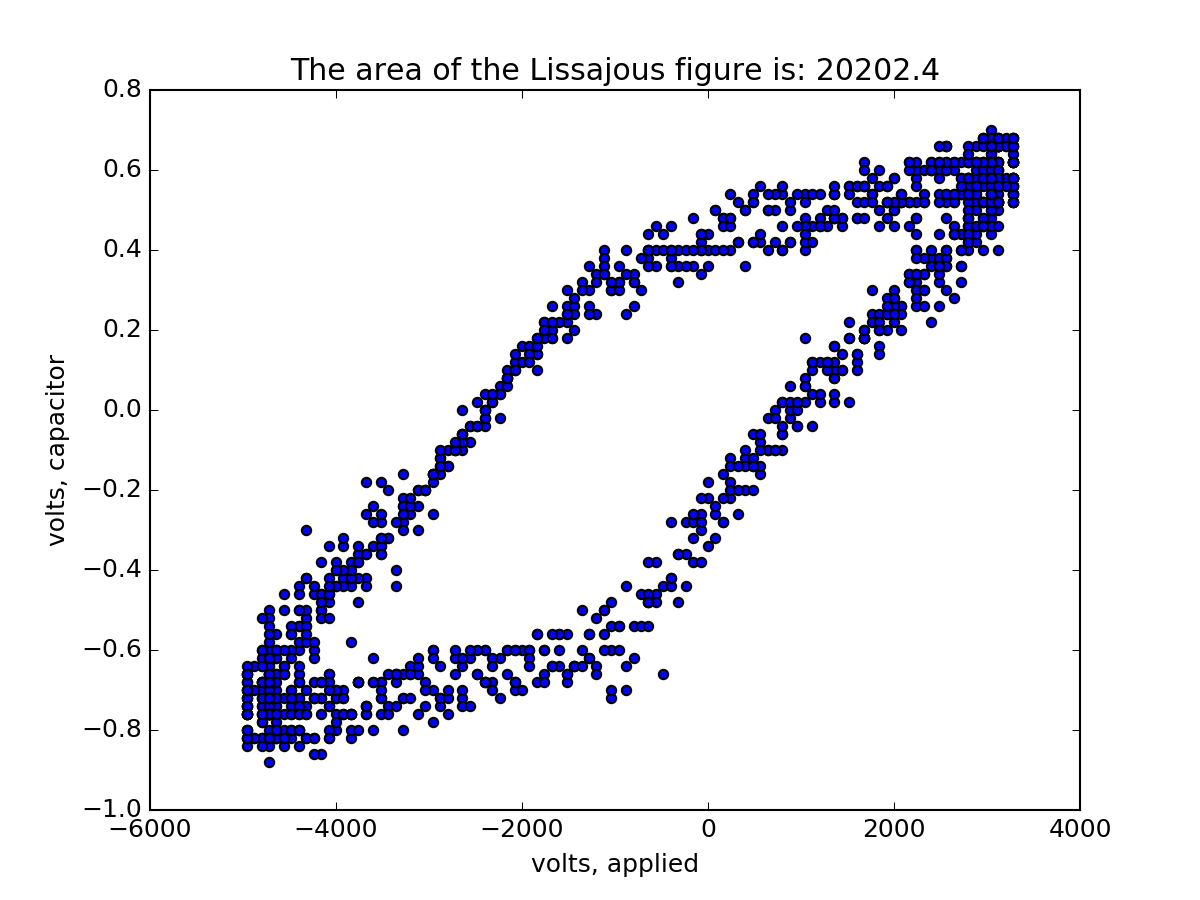 The area of the Lissajous figure is: 20202.4
0.8
0.6
0.4
0.2
0.0
−0.2
−0.4
−0.6
−0.8
−1.0
volts, capacitor
−6000 −4000 −2000 0 2000 4000
volts, applied